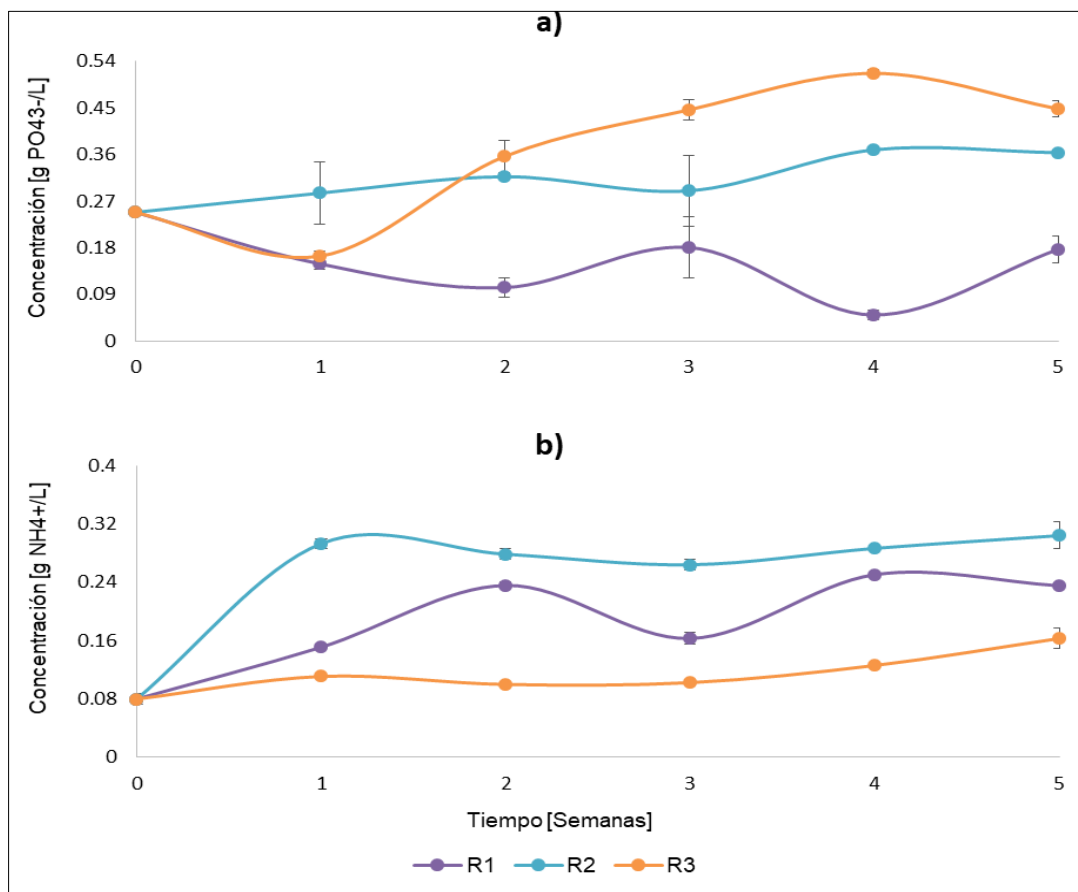 a)
Concentración [g PO43-/L]
0.54
0.45
0.36
0.27
0.18
0.09
0
0 1 2 3 4 5
b)
Concentración [g NH4+/L]
0.4
0.32
0.24
0.16
0.08
0
0 1 2 3 4 5
Tiempo [Semanas]
R1 R2 R3